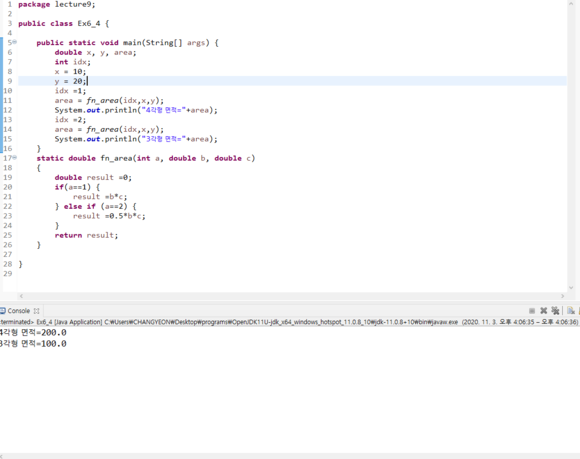 1 package lecture9;
2
3 public class Ex6_4 {
4
5 public static void main(String[] args) {
6 double x, y, area;
7 int idx;
8 x = 10;
9 y = 20;
10 idx =1;
11 area = fn_area(idx,x,y);
12 System.out.println("4각형 면적="+area);
13 idx =2;
14 area = fn_area(idx,x,y);
15 System.out.println("3각형 면적="+area);
16 }
17 static double fn_area(int a, double b, double c)
18 {
19 double result =0;
20 if(a==1) {
21 result =b*c;
22 } else if (a==2) {
23 result =0.5*b*c;
24 }
25 return result;
26 }
27
28 }
29
Console
terminated> Ex6_4 [Java Application] C:₩Users₩CHANGYEON₩Desktop₩programs₩OpenJDK11U-jdk_x64_windows_hotspot_11.0.8_10₩jdk-11.0.8+10₩bin₩javaw.exe (2020. 11. 3. 오후 4:06:35 – 오후 4:06:36)
4각형 면적=200.0
3각형 면적=100.0